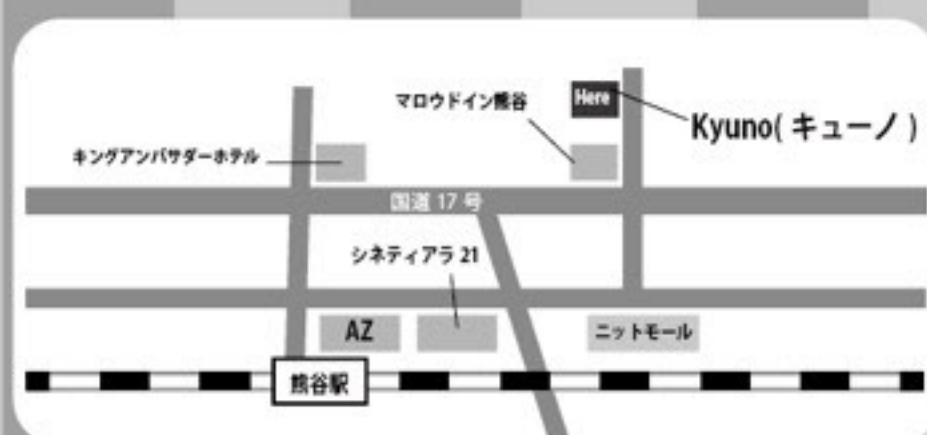 マロウドイン熊谷
Here
Kyuno( キューノ )
キングアンバサダーホテル
国道 17 号
シネティアラ 21
AZ
ニットモール
熊谷駅